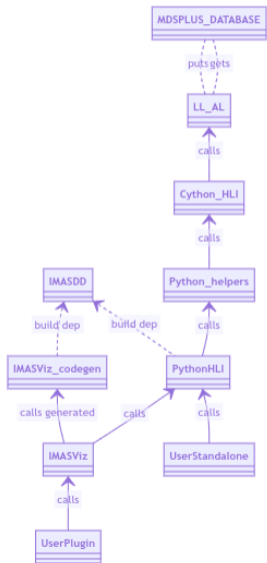 MDSPLUS_DATABASE
puts gets
LL_AL
calls
Cython_HLI
calls
IMASDD
Python_helpers
build dep
build dep
calls
IMASViz_codegen
PythonHLI
calls generated
calls
calls
IMASViz
UserStandalone
calls
UserPlugin